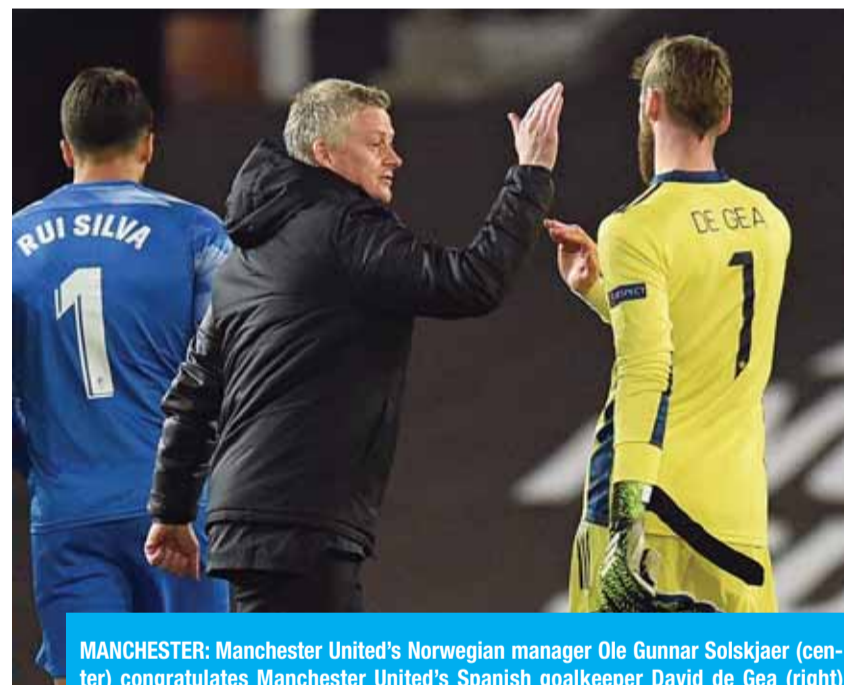 RUI SILVA
1
DE GEA
1
RESPECT
MANCHESTER: Manchester United's Norwegian manager Ole Gunnar Solskjaer (cen-
ter) congratulates Manchester United's Spanish goalkeeper David de Gea (right)